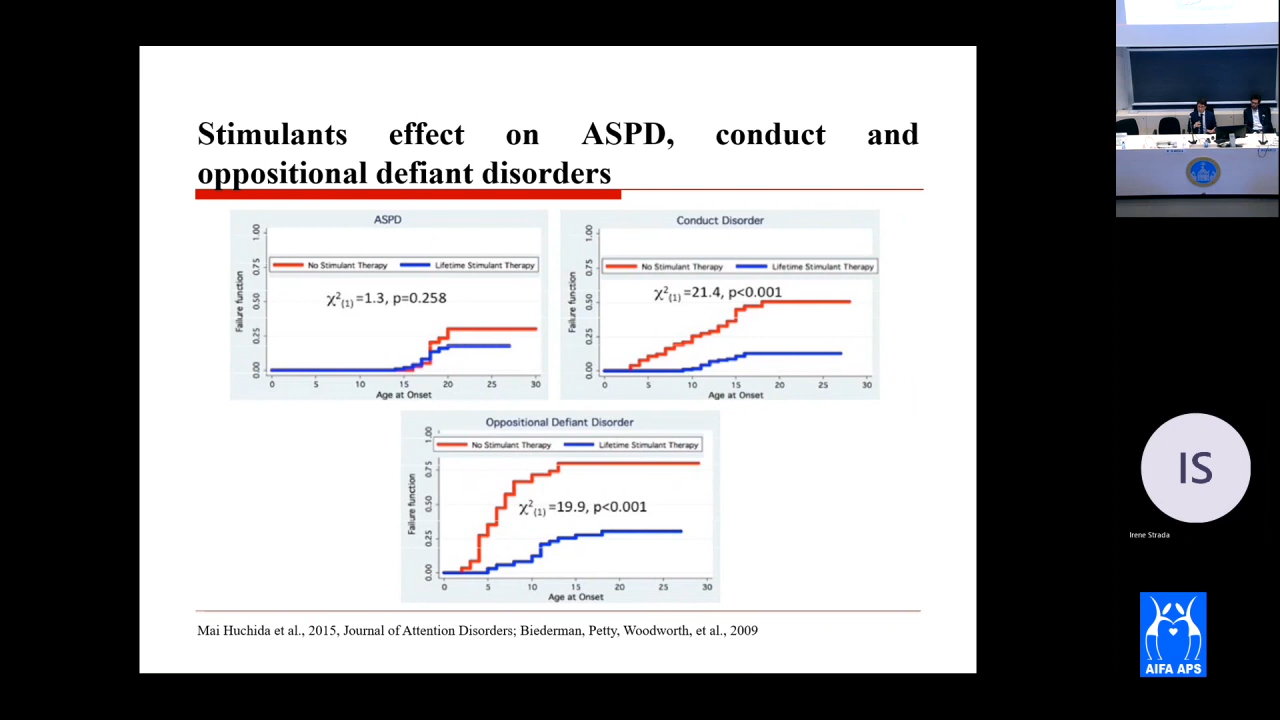 Stimulants effect on ASPD, conduct and
oppositional defiant disorders
ASPD
No Stimulant Therapy
Lifetime Stimulant Therapy
χ²(1)=1.3, p=0.258
Failure function
0.00 0.25 0.50 0.75 1.00
0 5 10 15 20 25 30
Age at Onset
Conduct Disorder
No Stimulant Therapy
Lifetime Stimulant Therapy
χ²(1)=21.4, p<0.001
Failure function
0.00 0.25 0.50 0.75 1.00
0 5 10 15 20 25 30
Age at Onset
Oppositional Defiant Disorder
No Stimulant Therapy
Lifetime Stimulant Therapy
χ²(1)=19.9, p<0.001
Failure function
0.00 0.25 0.50 0.75 1.00
0 5 10 15 20 25 30
Age at Onset
Mai Huchida et al., 2015, Journal of Attention Disorders; Biederman, Petty, Woodworth, et al., 2009
IS
Irene Strada
AIFA APS